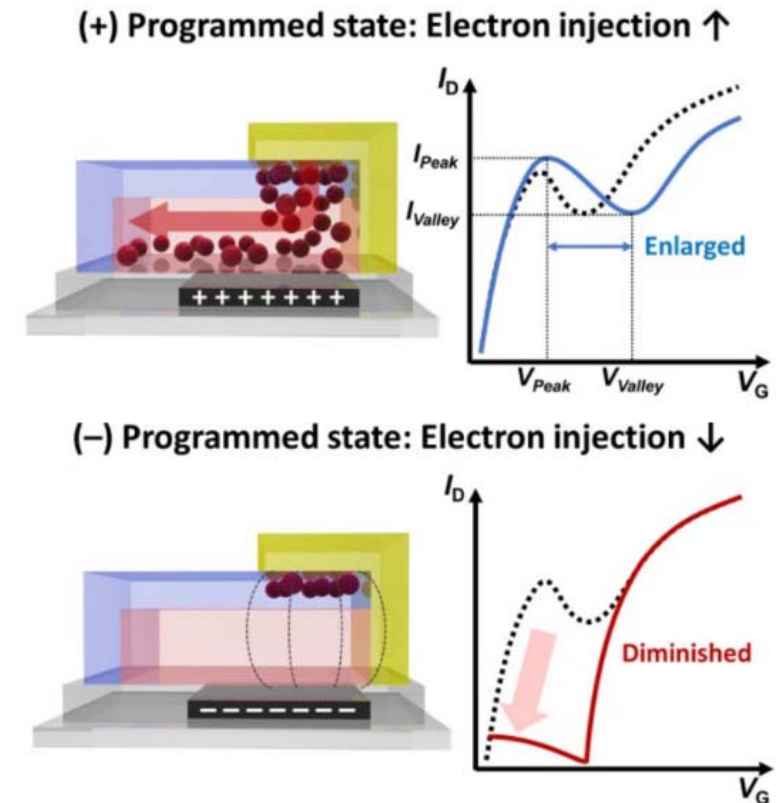 (+) Programmed state: Electron injection ↑
I_D
I_Peak
I_Valley
Enlarged
+ + + + + + +
V_Peak V_Valley V_G
(–) Programmed state: Electron injection ↓
I_D
Diminished
– – – – – – –
V_G